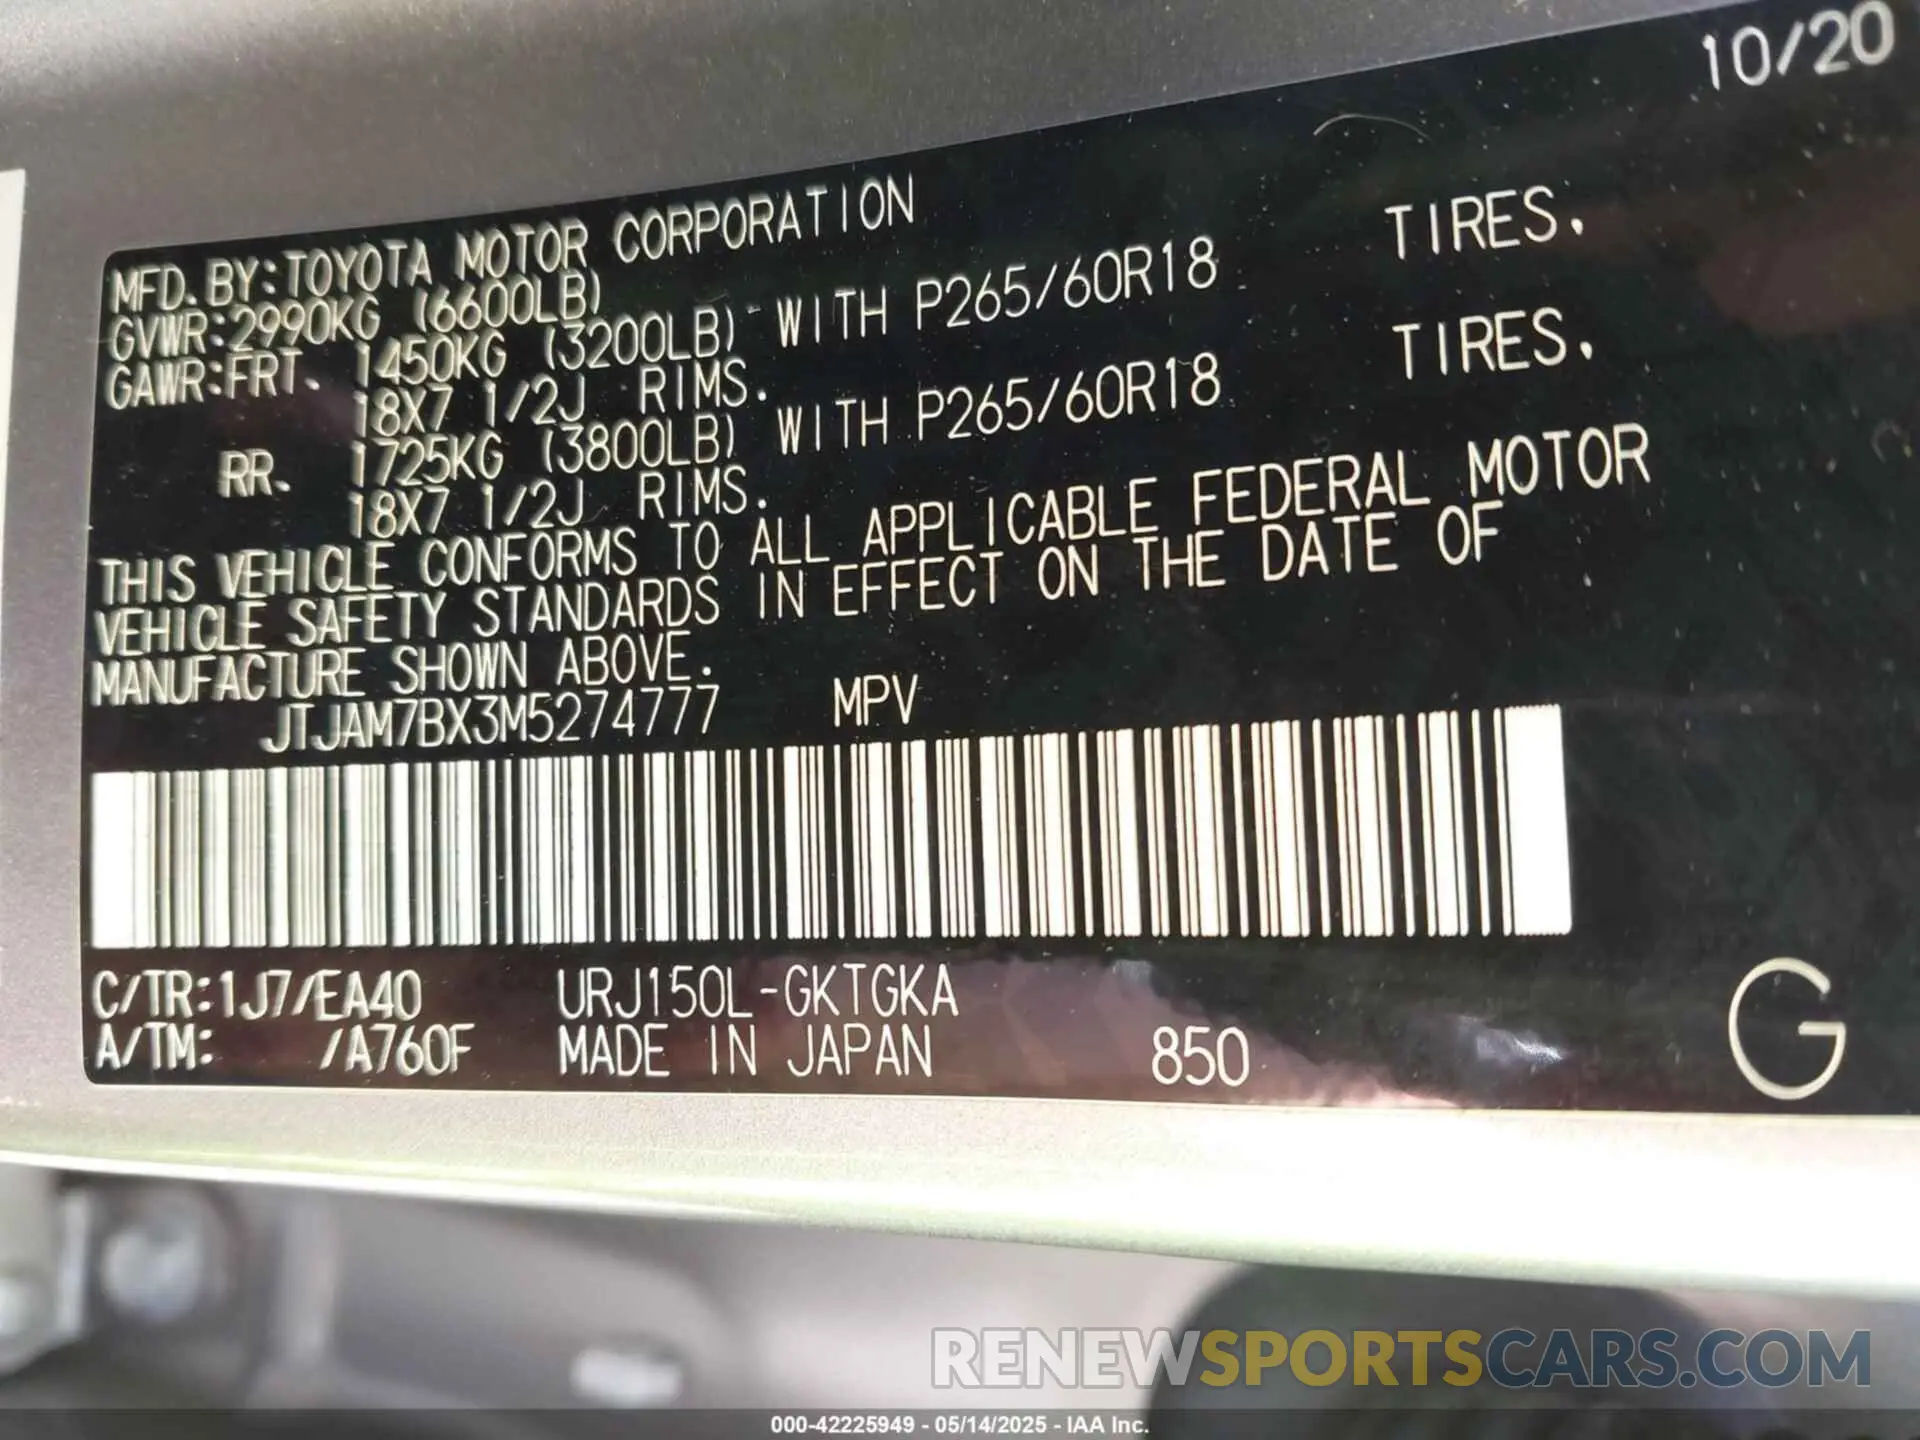 10/20
MFD. BY:TOYOTA MOTOR CORPORATION
GVWR:2990KG (6600LB)
GAWR:FRT. 1450KG (3200LB) WITH P265/60R18 TIRES,
18X7 1/2J RIMS.
RR. 1725KG (3800LB) WITH P265/60R18 TIRES,
18X7 1/2J RIMS.
THIS VEHICLE CONFORMS TO ALL APPLICABLE FEDERAL MOTOR
VEHICLE SAFETY STANDARDS IN EFFECT ON THE DATE OF
MANUFACTURE SHOWN ABOVE.
JTJAM7BX3M5274777 MPV
C/TR:1J7/EA40 URJ150L-GKTGKA
A/TM: /A760F MADE IN JAPAN 850 G
RENEWSPORTSCARS.COM
000-42225949 - 05/14/2025 - IAA Inc.